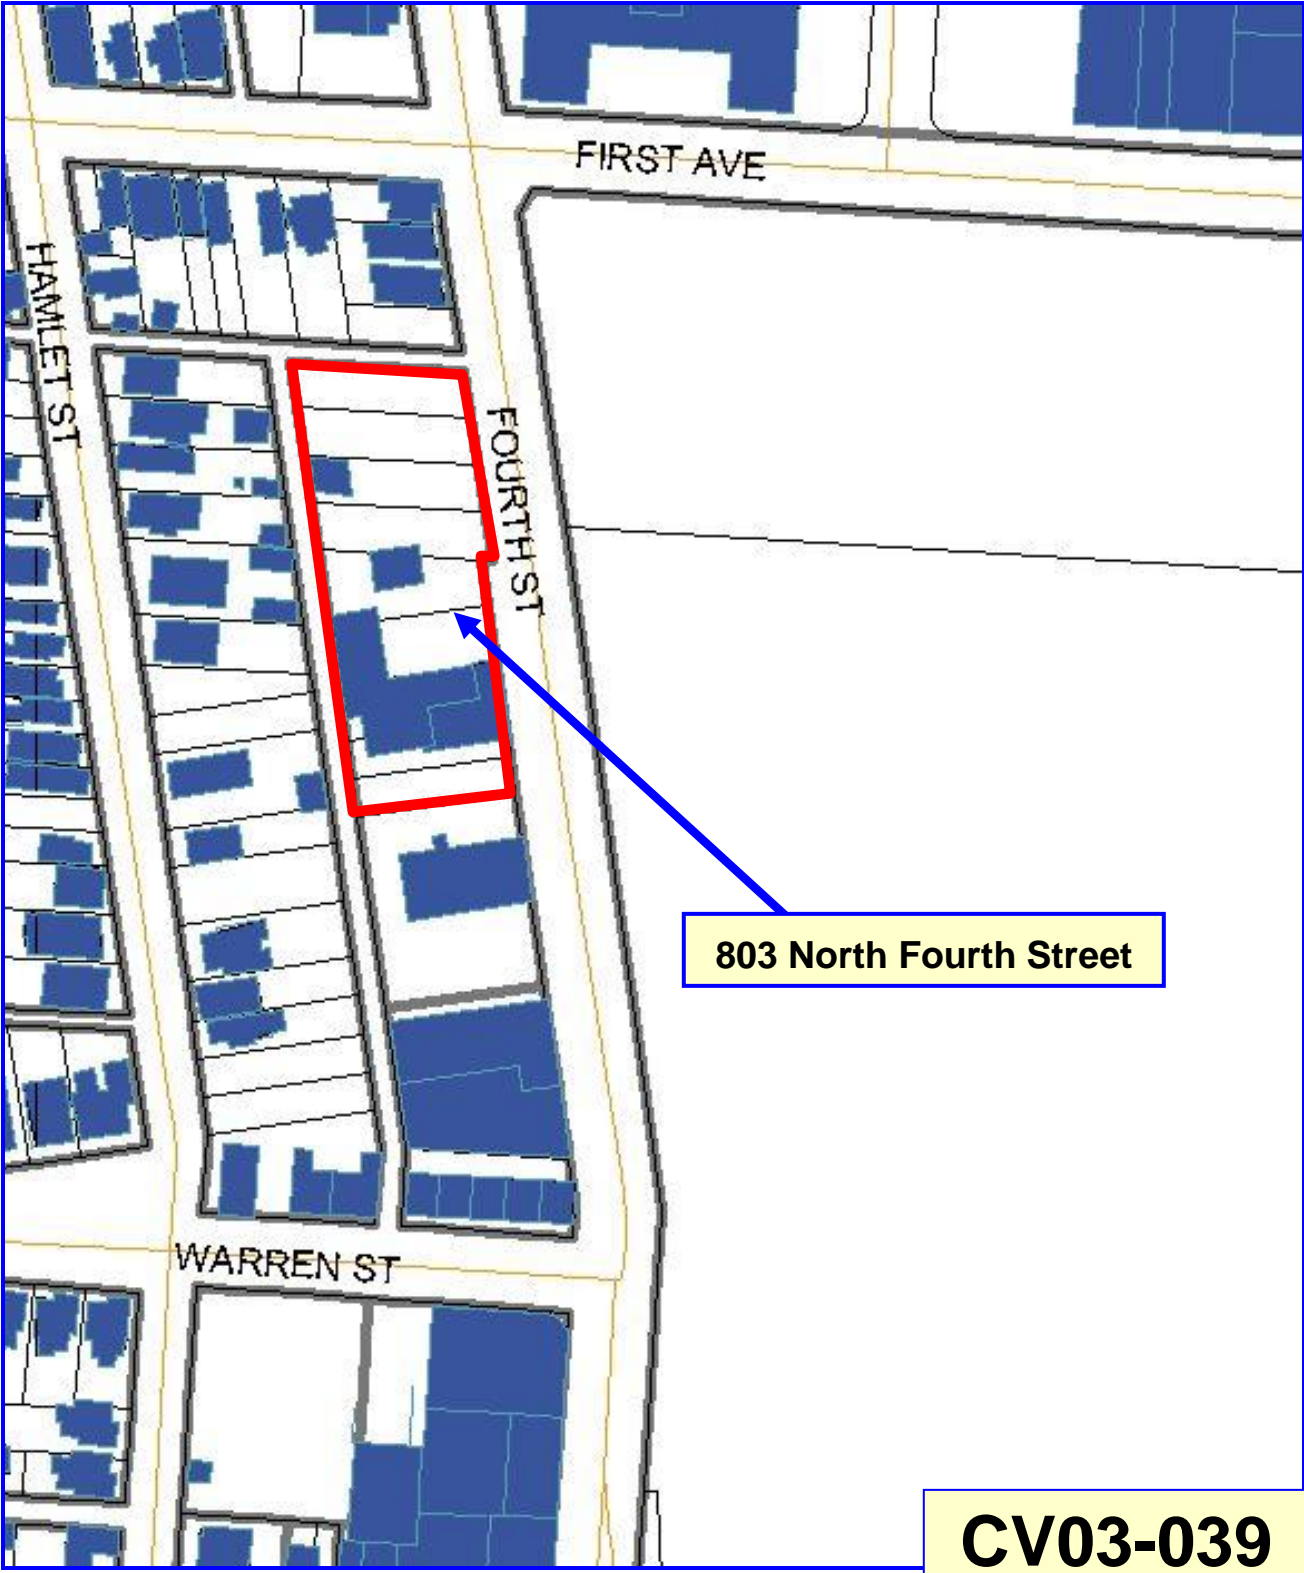 FIRST AVE
HAMLET ST
FOURTH ST
803 North Fourth Street
WARREN ST
CV03-039